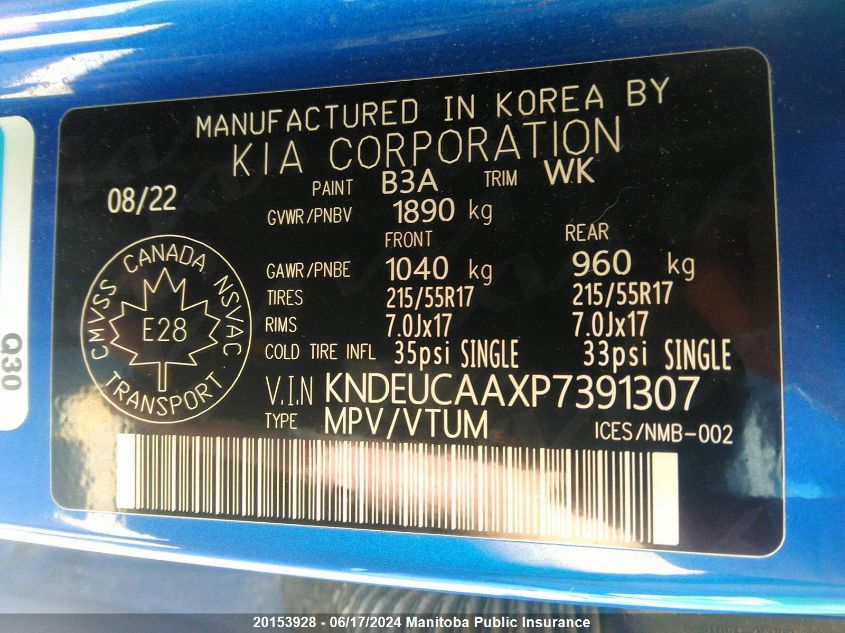 MANUFACTURED IN KOREA BY
KIA CORPORATION
08/22 PAINT B3A TRIM WK
GVWR/PNBV 1890 kg
FRONT REAR
GAWR/PNBE 1040 kg 960 kg
TIRES 215/55R17 215/55R17
RIMS 7.0Jx17 7.0Jx17
COLD TIRE INFL 35psi SINGLE 33psi SINGLE
V.I.N KNDEUCAAXP7391307
TYPE MPV/VTUM ICES/NMB-002
CANADA
CMVSS NSVAC
E28
TRANSPORT
Q30
20153928 - 06/17/2024 Manitoba Public Insurance